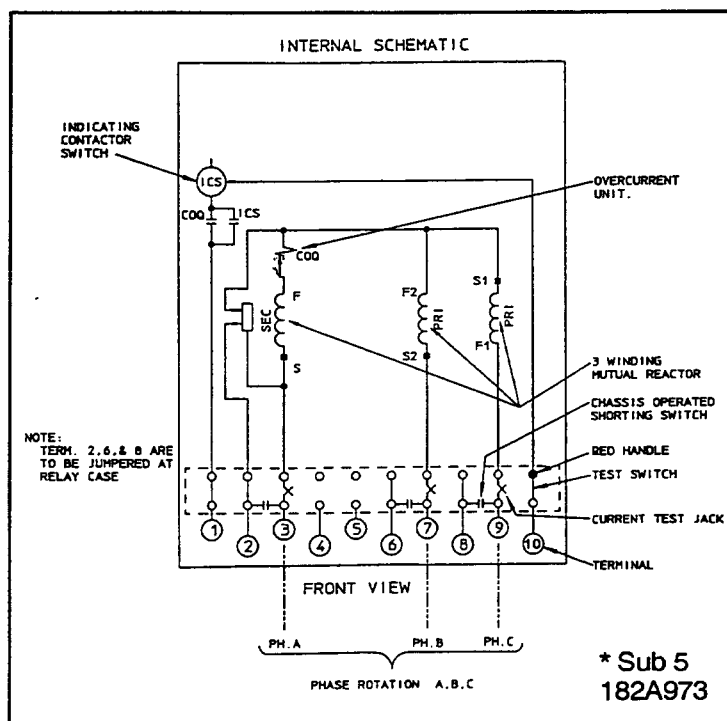 INTERNAL SCHEMATIC
INDICATING
CONTACTOR
SWITCH
ICS
COQ
ICS
OVERCURRENT
UNIT.
COQ
F
SEC
S
F2
PRI
S2
S1
PRI
F1
3 WINDING
MUTUAL REACTOR
CHASSIS OPERATED
SHORTING SWITCH
NOTE:
TERM. 2,6,& 8 ARE
TO BE JUMPERED AT
RELAY CASE
RED HANDLE
TEST SWITCH
CURRENT TEST JACK
1
2
3
4
5
6
7
8
9
10
TERMINAL
FRONT VIEW
PH.A
PH.B
PH.C
PHASE ROTATION A,B,C
* Sub 5
182A973